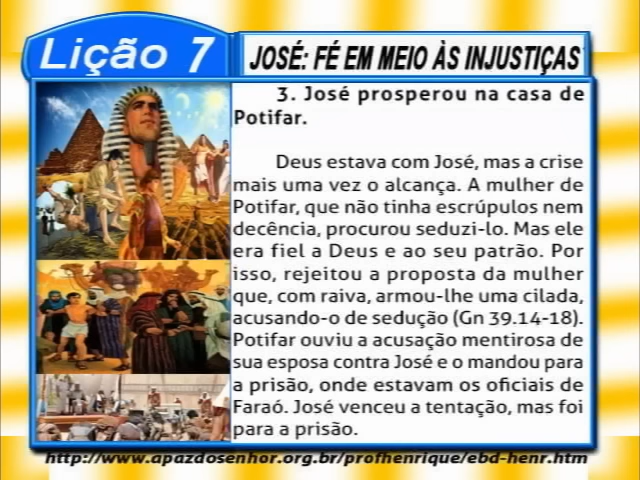 Lição 7
JOSÉ: FÉ EM MEIO ÀS INJUSTIÇAS
3. José prosperou na casa de
Potifar.
Deus estava com José, mas a crise
mais uma vez o alcança. A mulher de
Potifar, que não tinha escrúpulos nem
decência, procurou seduzi-lo. Mas ele
era fiel a Deus e ao seu patrão. Por
isso, rejeitou a proposta da mulher
que, com raiva, armou-lhe uma cilada,
acusando-o de sedução (Gn 39.14-18).
Potifar ouviu a acusação mentirosa de
sua esposa contra José e o mandou para
a prisão, onde estavam os oficiais de
Faraó. José venceu a tentação, mas foi
para a prisão.
http://www.apazdosenhor.org.br/profhenrique/ebd-henr.htm